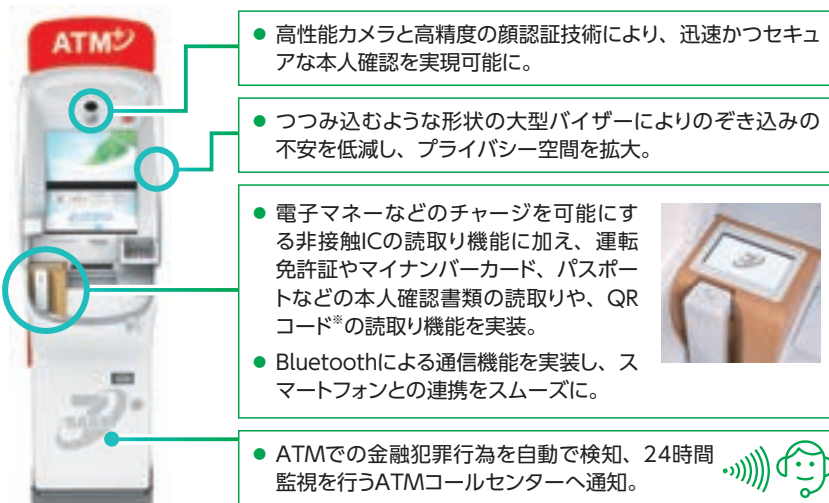 ATM+
● 高性能カメラと高精度の顔認証技術により、迅速かつセキュ
アな本人確認を実現可能に。
● つつみ込むような形状の大型バイザーによりのぞき込みの
不安を低減し、プライバシー空間を拡大。
● 電子マネーなどのチャージを可能にす
る非接触ICの読取り機能に加え、運転
免許証やマイナンバーカード、パスポー
トなどの本人確認書類の読取りや、QR
コード※の読取り機能を実装。
● Bluetoothによる通信機能を実装し、ス
マートフォンとの連携をスムーズに。
● ATMでの金融犯罪行為を自動で検知、24時間
監視を行うATMコールセンターへ通知。